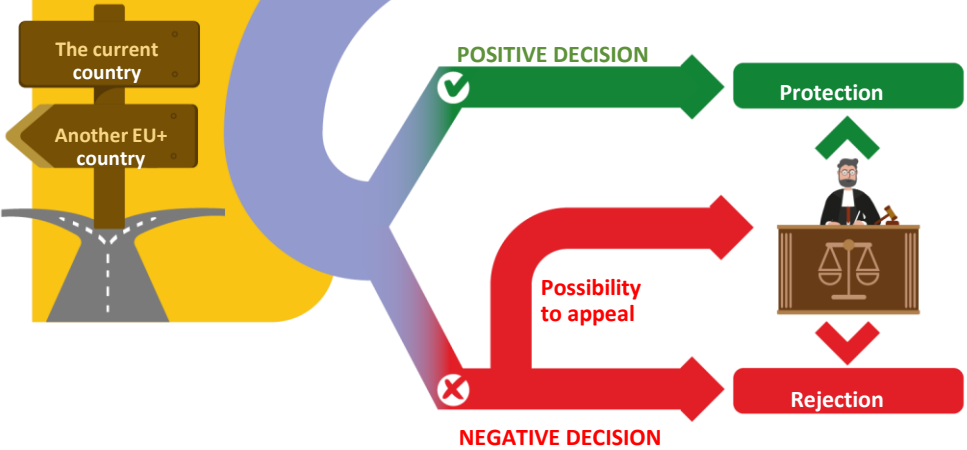 The current
country
Another EU+
country
POSITIVE DECISION
Protection
Possibility
to appeal
Rejection
NEGATIVE DECISION